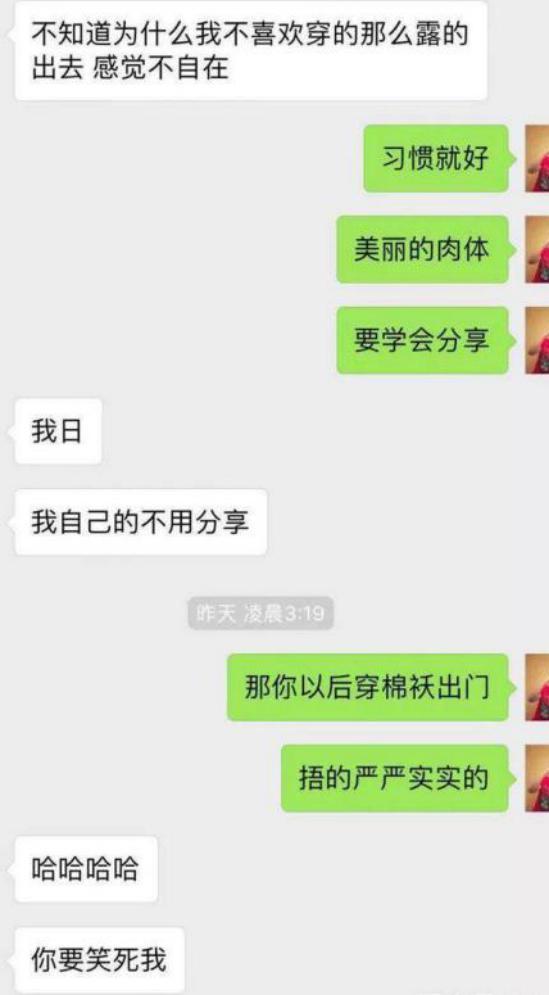 不知道为什么我不喜欢穿的那么露的
出去 感觉不自在
习惯就好
美丽的肉体
要学会分享
我日
我自己的不用分享
昨天 凌晨3:19
那你以后穿棉袄出门
捂的严严实实的
哈哈哈哈
你要笑死我